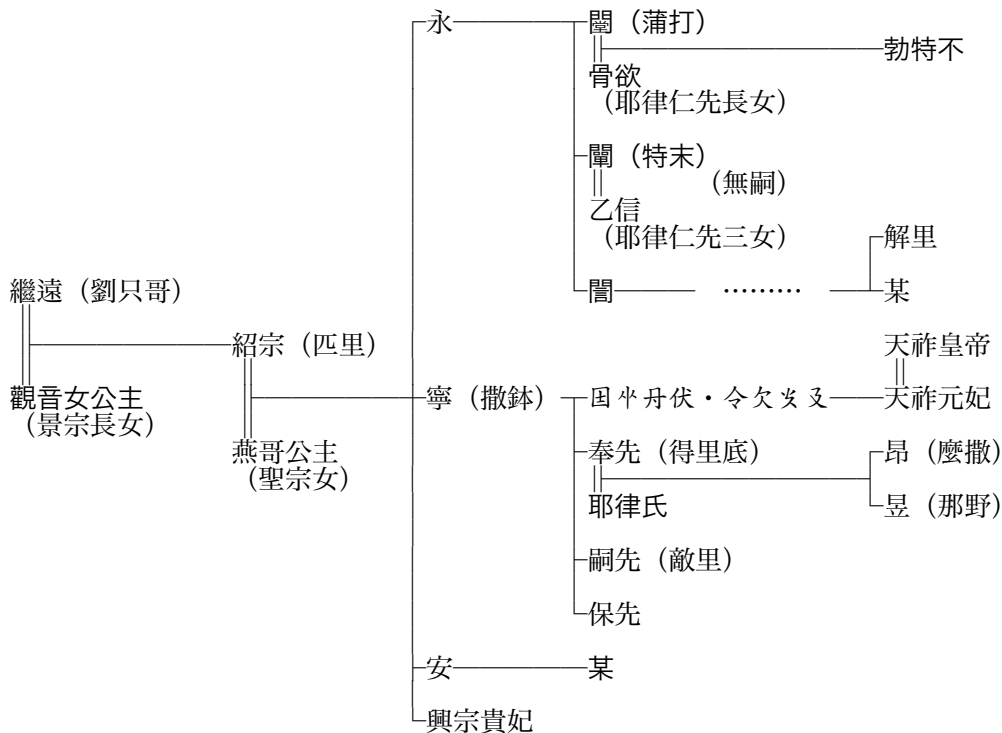 永
闛（蒲打）
勃特不
骨欲
（耶律仁先長女）
闡（特末）
（無嗣）
乙信
（耶律仁先三女）
解里
誾
………
某
繼遠（劉只哥）
紹宗（匹里）
天祚皇帝
觀音女公主
（景宗長女）
寧（撒鉢）
天祚元妃
燕哥公主
（聖宗女）
奉先（得里底）
昂（麼撒）
耶律氏
昱（那野）
嗣先（敵里）
保先
安
某
興宗貴妃